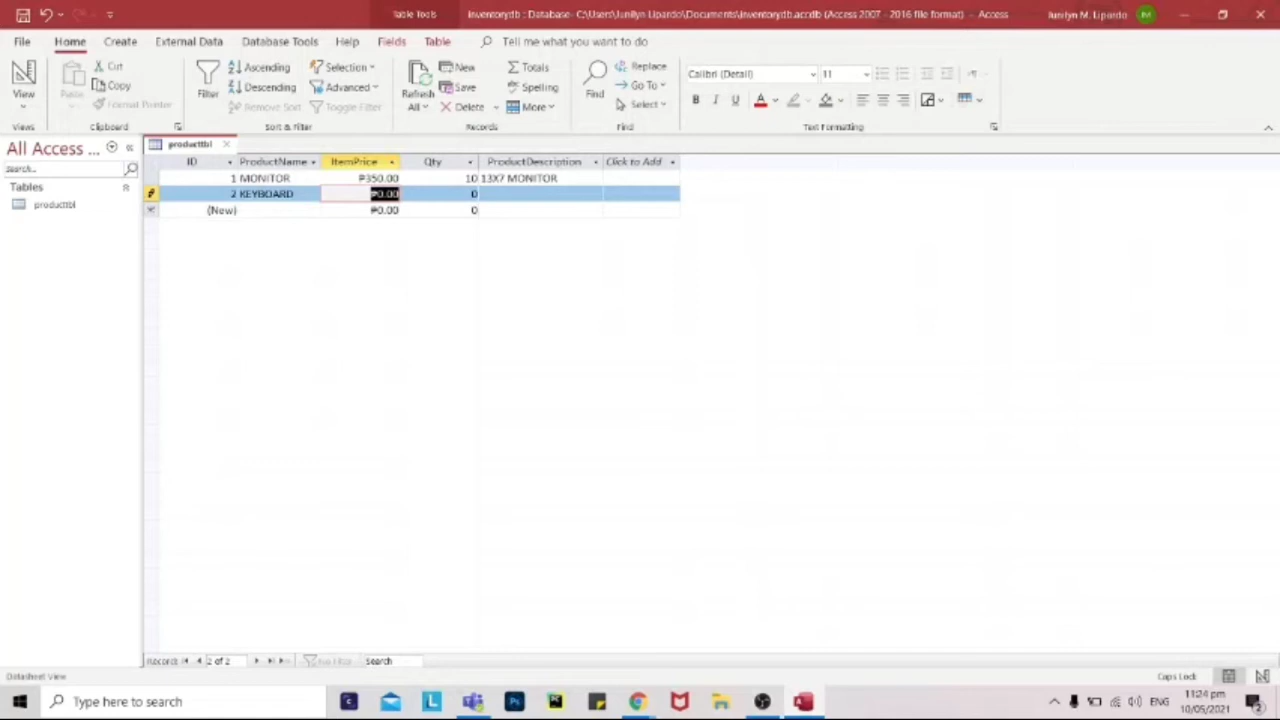 Table Tools
Inventorydb : Database- C:\Users\Junilyn Lipardo\Documents\Inventorydb.accdb (Access 2007 - 2016 file format) - Access
Junilyn M. Lipardo
File Home Create External Data Database Tools Help Fields Table Tell me what you want to do
View
Views
Paste
Cut
Copy
Format Painter
Clipboard
Filter
Ascending
Descending
Remove Sort
Selection
Advanced
Toggle Filter
Sort & Filter
Refresh
All
New
Save
Delete
Totals
Spelling
More
Records
Find
Replace
Go To
Select
Find
Calibri (Detail) 11
B I U A
Text Formatting
All Access ...
Search...
Tables
producttbl
producttbl
ID ProductName ItemPrice Qty ProductDescription Click to Add
1 MONITOR ₱350.00 10 13X7 MONITOR
2 KEYBOARD ₱0.00 0
(New) ₱0.00 0
Record: 2 of 2 No Filter Search
Datasheet View
Caps Lock
Type here to search
ENG
11:24 pm
10/05/2021